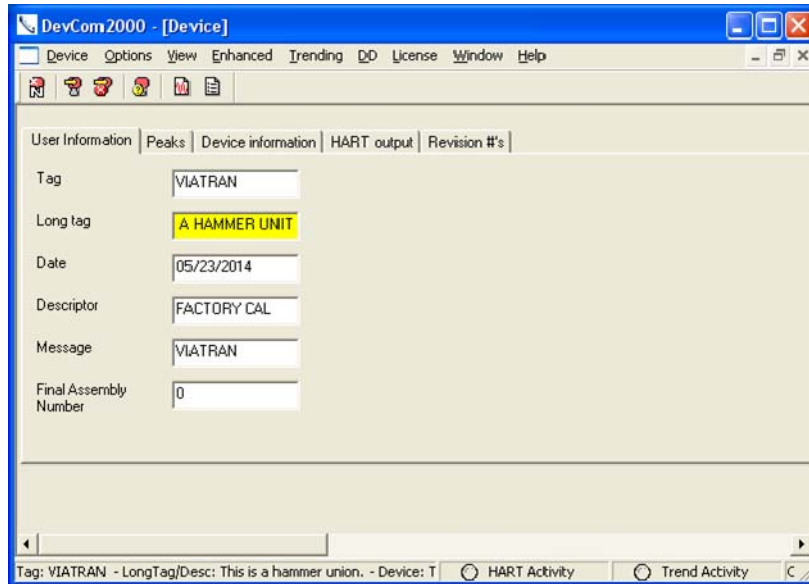 DevCom2000 - [Device]
Device Options View Enhanced Trending DD License Window Help
User Information Peaks Device information HART output Revision #'s
Tag VIATRAN
Long tag A HAMMER UNIT
Date 05/23/2014
Descriptor FACTORY CAL
Message VIATRAN
Final Assembly
Number 0
Tag: VIATRAN - LongTag/Desc: This is a hammer union. - Device: T HART Activity Trend Activity C